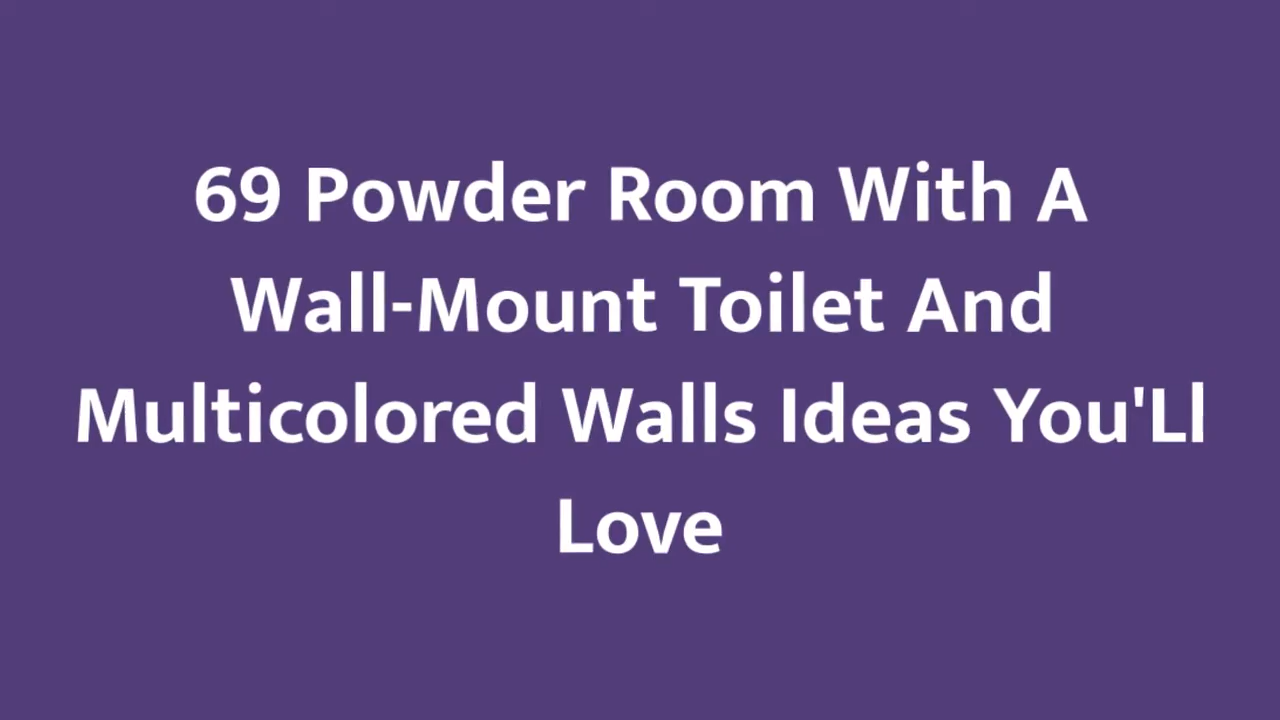 69 Powder Room With A
Wall-Mount Toilet And
Multicolored Walls Ideas You'Ll
Love